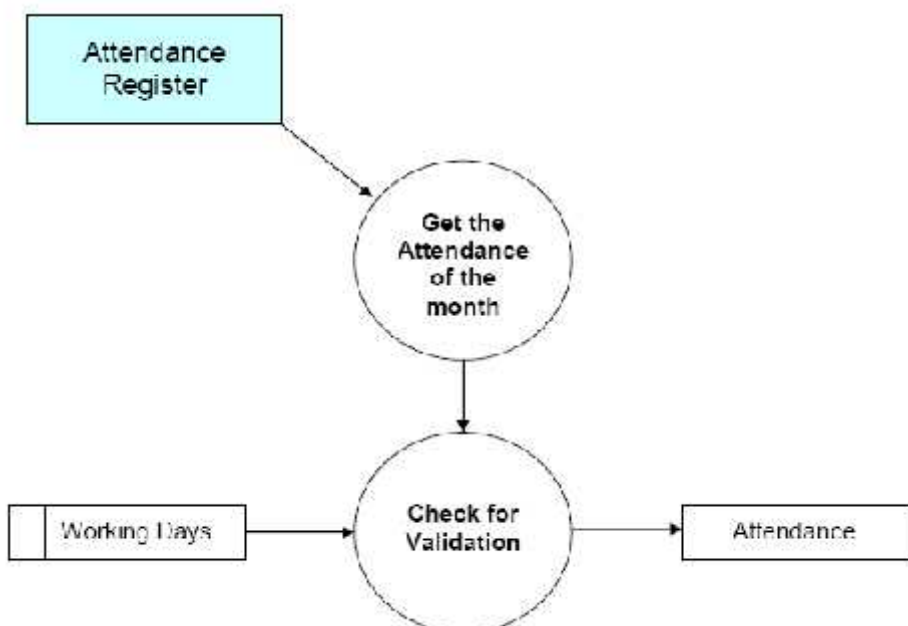 Attendance
Register
Get the
Attendance
of the
month
Working Days
Check for
Validation
Attendance